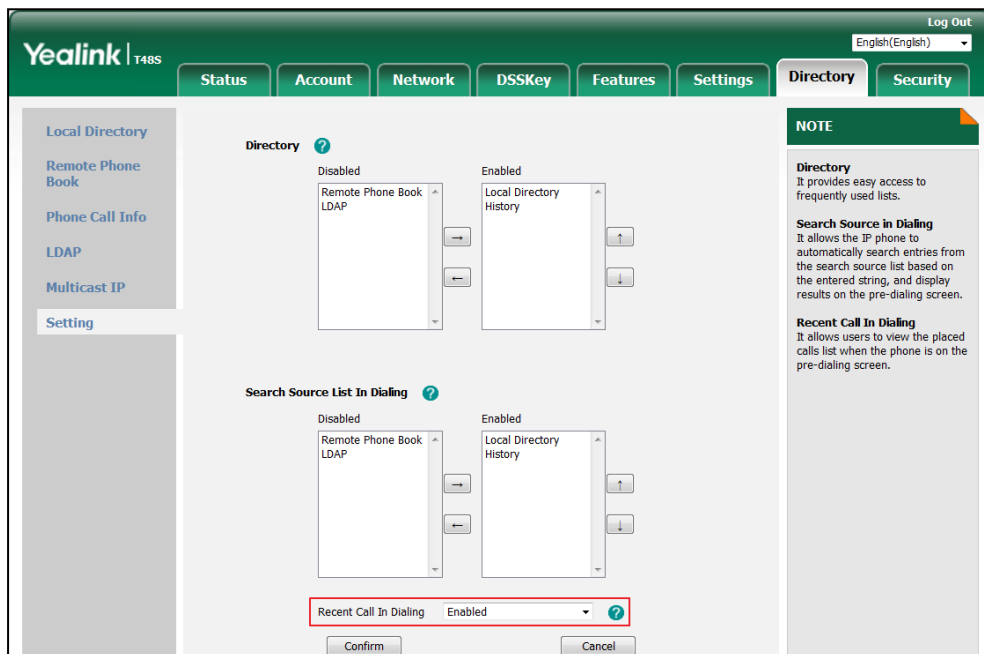 Log Out
Yealink | T48S
English(English)
Status Account Network DSSKey Features Settings Directory Security
Local Directory
Remote Phone
Book
Phone Call Info
LDAP
Multicast IP
Setting
Directory ?
Disabled Enabled
Remote Phone Book
LDAP
Local Directory
History
→
←
↑
↓
Search Source List In Dialing ?
Disabled Enabled
Remote Phone Book
LDAP
Local Directory
History
→
←
↑
↓
Recent Call In Dialing Enabled ?
Confirm Cancel
NOTE
Directory
It provides easy access to
frequently used lists.
Search Source in Dialing
It allows the IP phone to
automatically search entries from
the search source list based on
the entered string, and display
results on the pre-dialing screen.
Recent Call In Dialing
It allows users to view the placed
calls list when the phone is on the
pre-dialing screen.